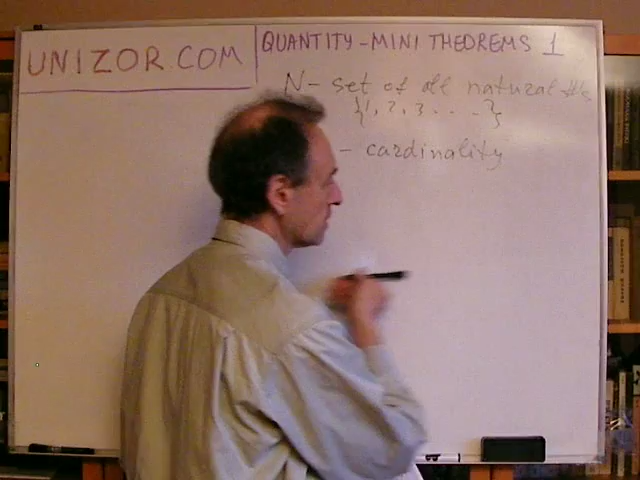 UNIZOR.COM
QUANTITY-MINI THEOREMS 1
N- set of all natural #s
{1, 2, 3 . . . }
- cardinality